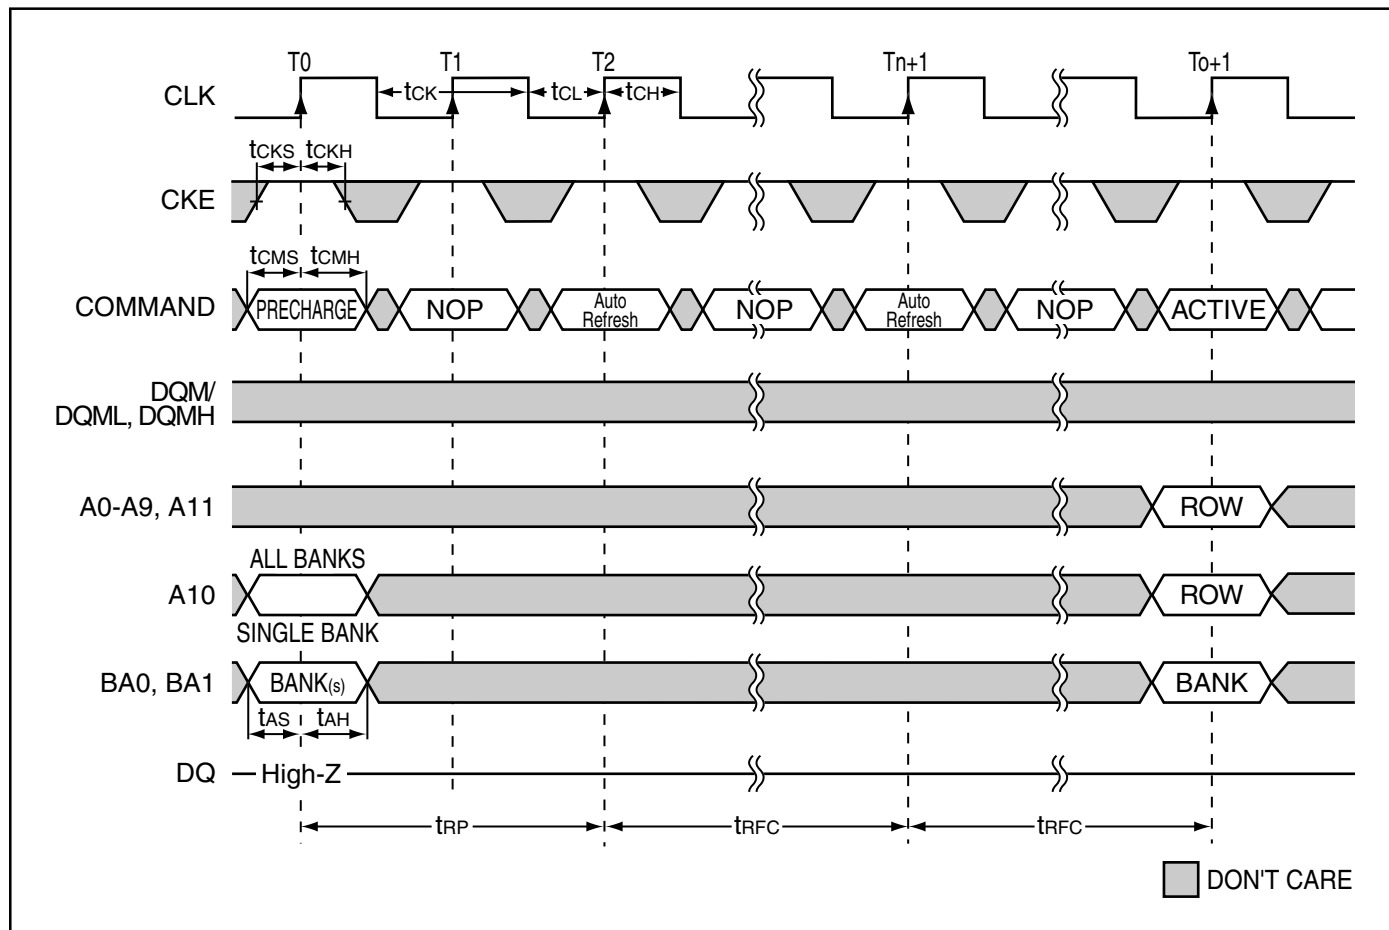 T0 T1 T2 Tn+1 To+1
CLK tCK tCL tCH
tCKS tCKH
CKE
tCMS tCMH
COMMAND PRECHARGE NOP Auto Refresh NOP Auto Refresh NOP ACTIVE
DQM/
DQML, DQMH
A0-A9, A11 ROW
ALL BANKS
A10 ROW
SINGLE BANK
BA0, BA1 BANK(s) BANK
tAS tAH
DQ High-Z
tRP tRFC tRFC
DON'T CARE